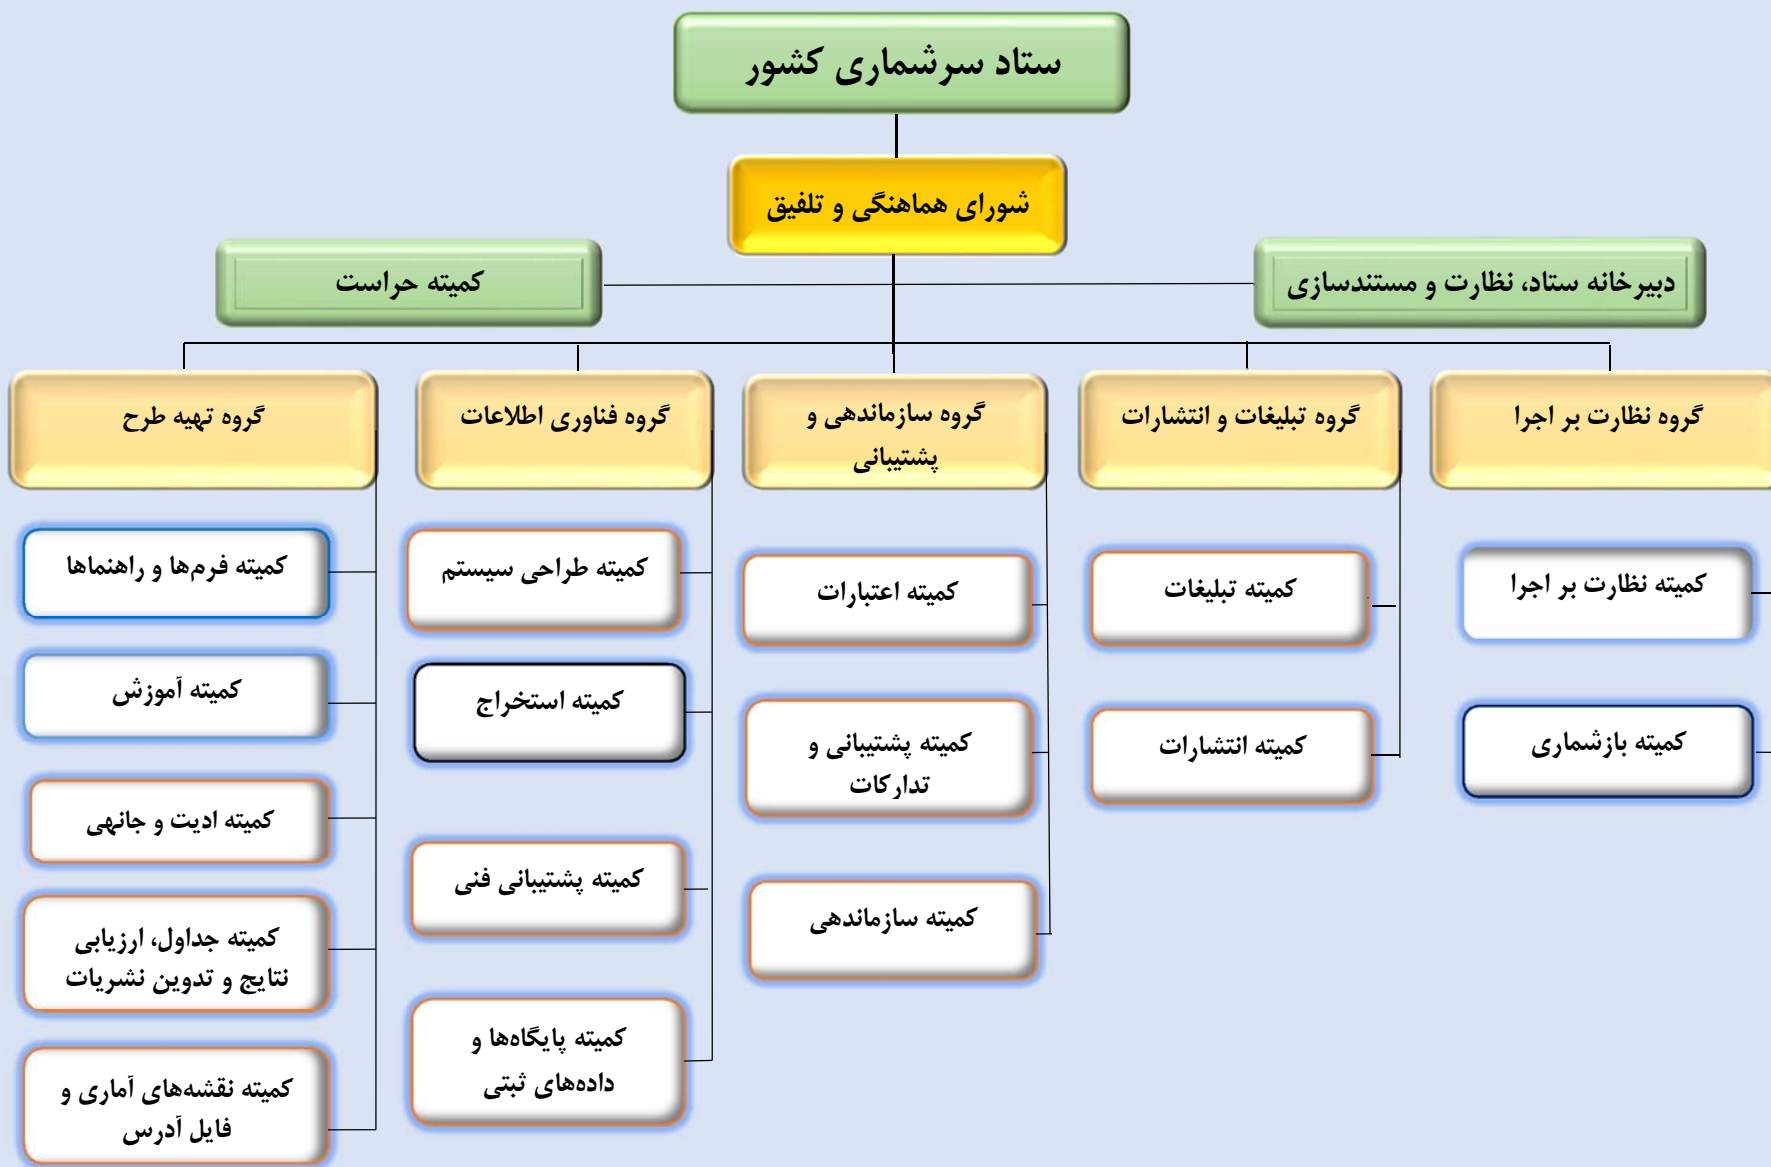 ستاد سرشماری کشور
شورای هماهنگی و تلفیق
دبیرخانه ستاد، نظارت و مستندسازی
کمیته حراست
گروه نظارت بر اجرا
کمیته نظارت بر اجرا
کمیته بازشماری
گروه تبلیغات و انتشارات
کمیته تبلیغات
کمیته انتشارات
گروه سازماندهی و
پشتیبانی
کمیته اعتبارات
کمیته پشتیبانی و
تدارکات
کمیته سازماندهی
گروه فناوری اطلاعات
کمیته طراحی سیستم
کمیته استخراج
کمیته پشتیبانی فنی
کمیته پایگاه‌ها و
داده‌های ثبتی
گروه تهیه طرح
کمیته فرم‌ها و راهنماها
کمیته آموزش
کمیته ادیت و جانهی
کمیته جداول، ارزیابی
نتایج و تدوین نشریات
کمیته نقشه‌های آماری و
فایل آدرس